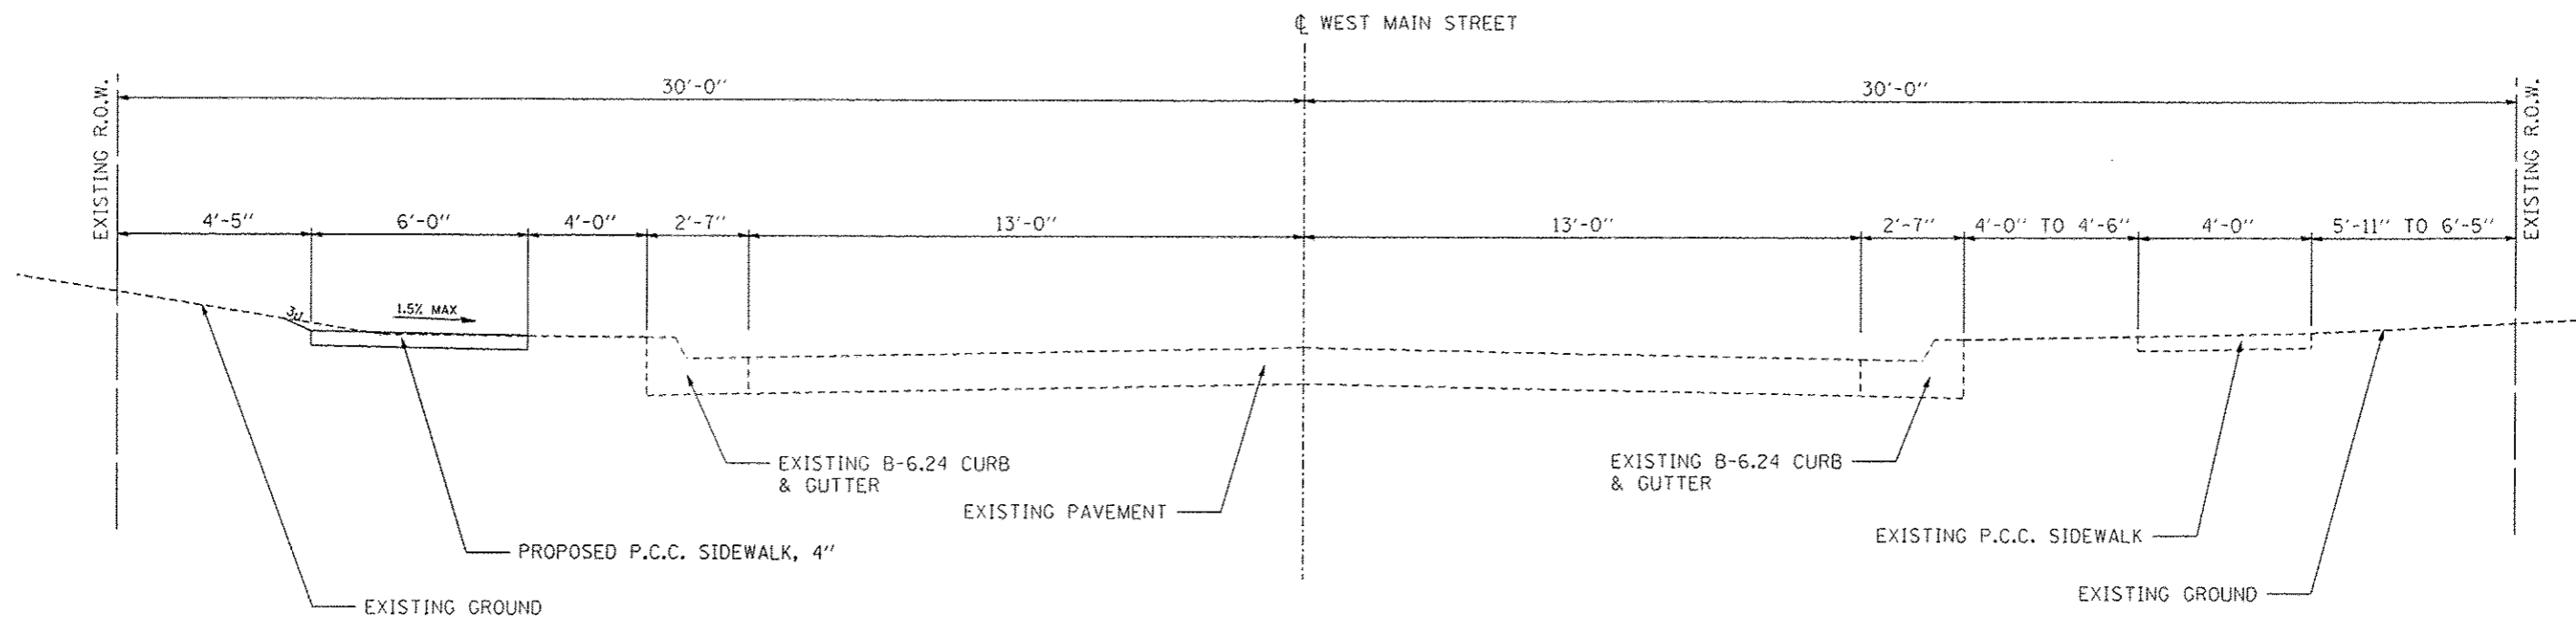 ℄ WEST MAIN STREET
30'-0" 30'-0"
EXISTING R.O.W.
EXISTING R.O.W.
4'-5" 6'-0" 4'-0" 2'-7" 13'-0" 13'-0" 2'-7" 4'-0" TO 4'-6" 4'-0" 5'-11" TO 6'-5"
1.5% MAX
EXISTING B-6.24 CURB
& GUTTER
EXISTING B-6.24 CURB
& GUTTER
EXISTING PAVEMENT
EXISTING P.C.C. SIDEWALK
PROPOSED P.C.C. SIDEWALK, 4"
EXISTING GROUND
EXISTING GROUND